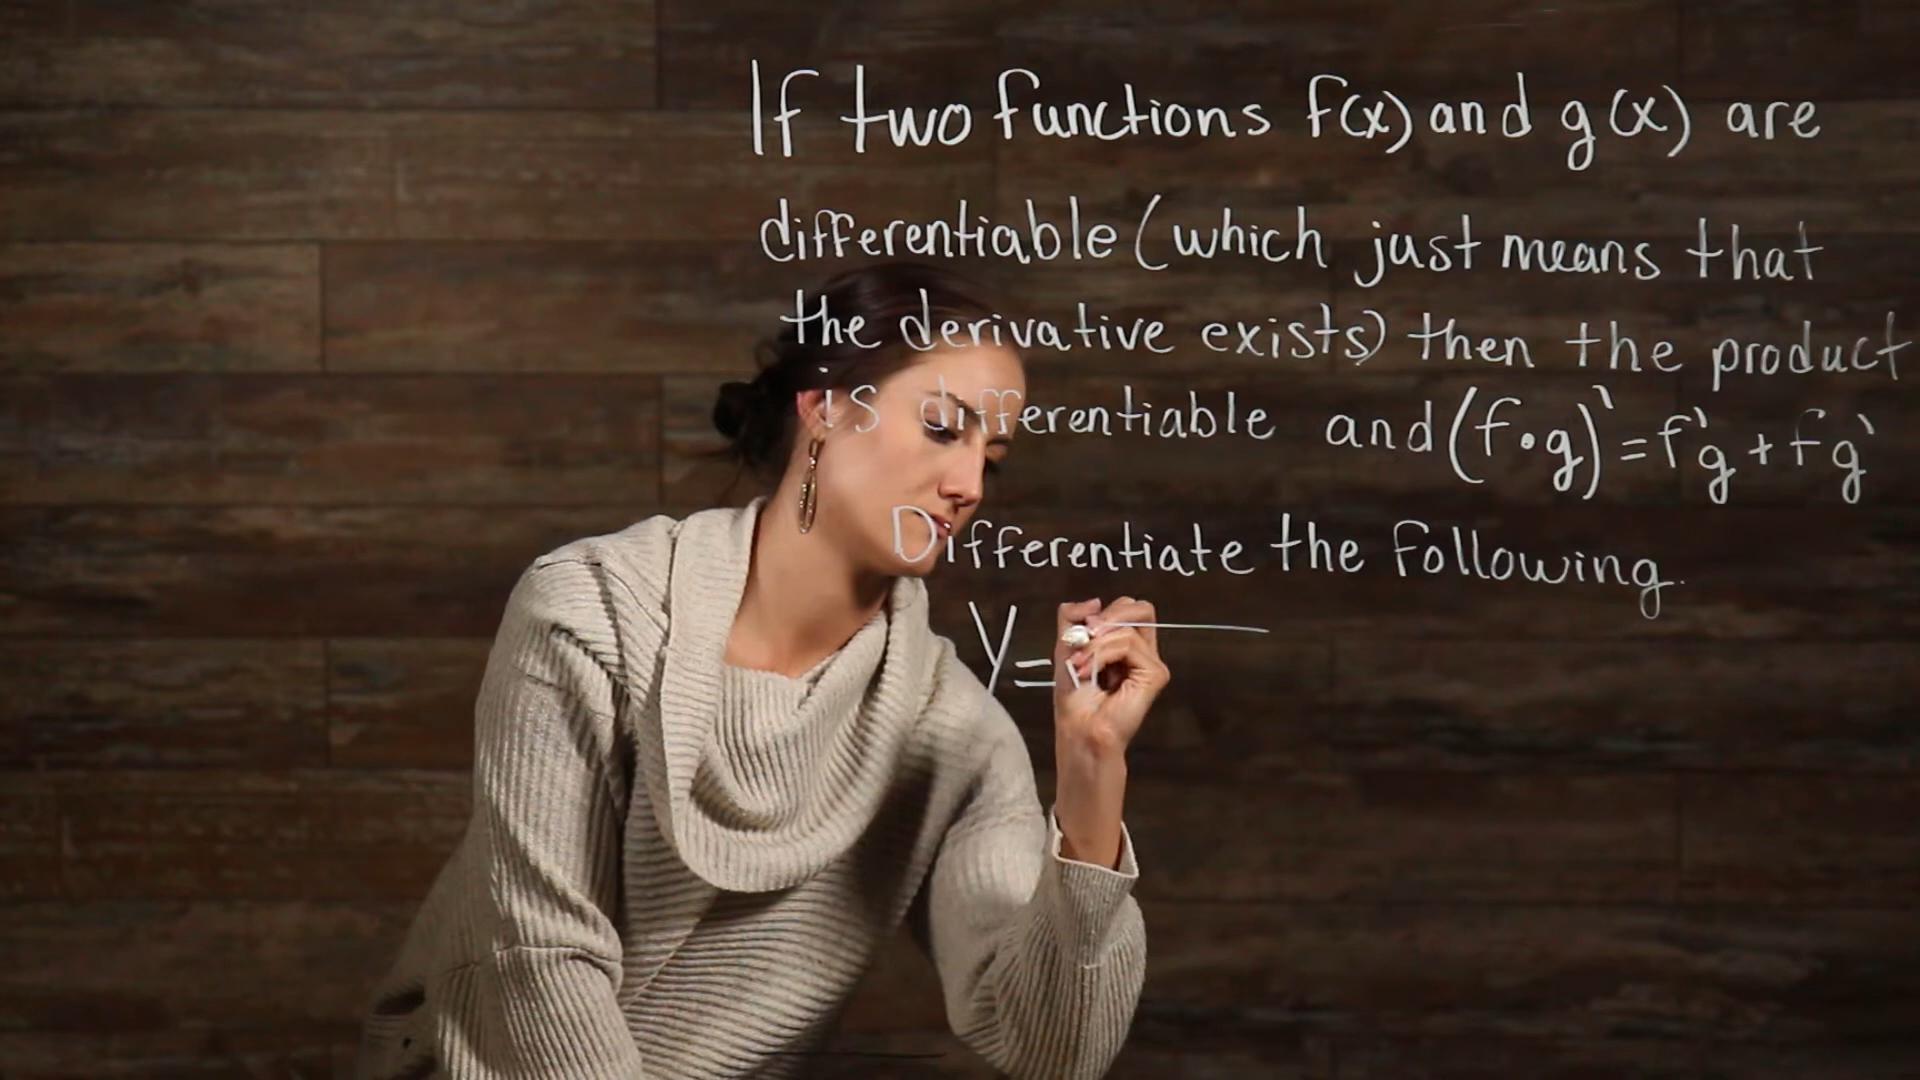 If two functions f(x) and g(x) are
differentiable (which just means that
the derivative exists) then the product
is differentiable and (f•g)` = f`g + fg`
Differentiate the following.
y = √